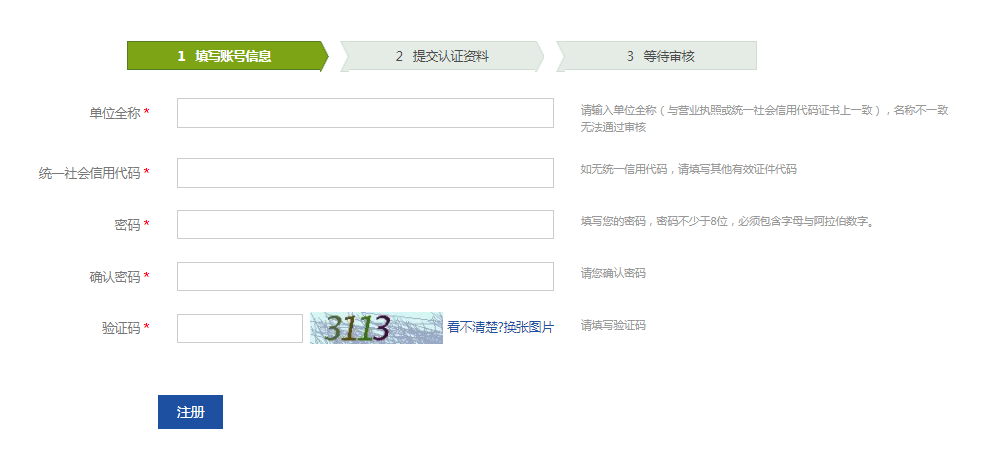 1 填写账号信息
2 提交认证资料
3 等待审核
单位全称 *
请输入单位全称（与营业执照或统一社会信用代码证书上一致），名称不一致
无法通过审核
统一社会信用代码 *
如无统一信用代码，请填写其他有效证件代码
密码 *
填写您的密码，密码不少于8位，必须包含字母与阿拉伯数字。
确认密码 *
请您确认密码
验证码 *
3113
看不清楚?换张图片
请填写验证码
注册